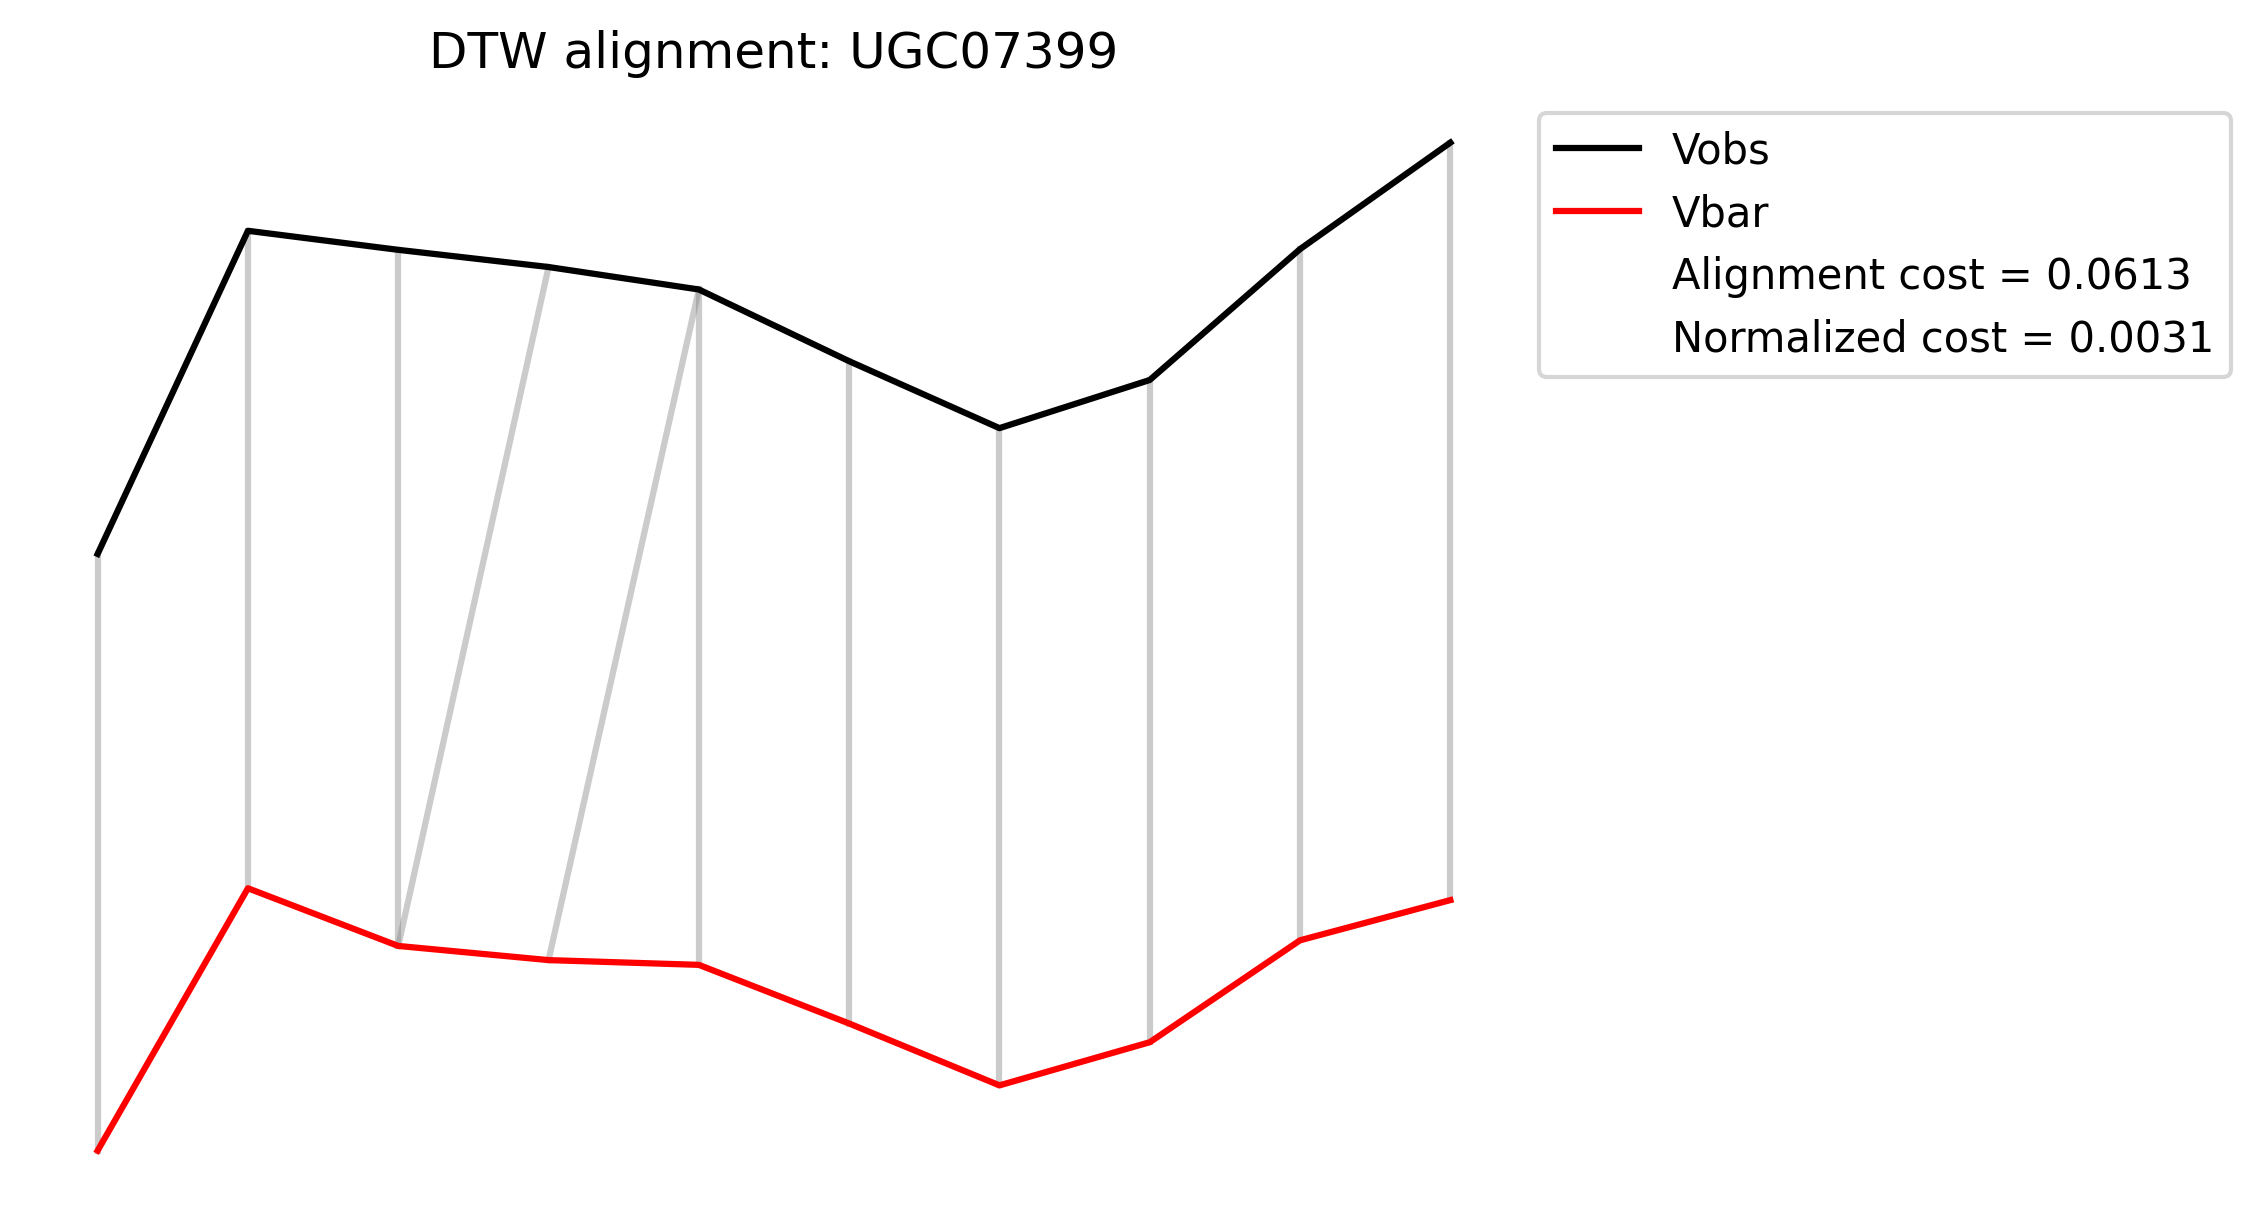 DTW alignment: UGC07399
Vobs
Vbar
Alignment cost = 0.0613
Normalized cost = 0.0031